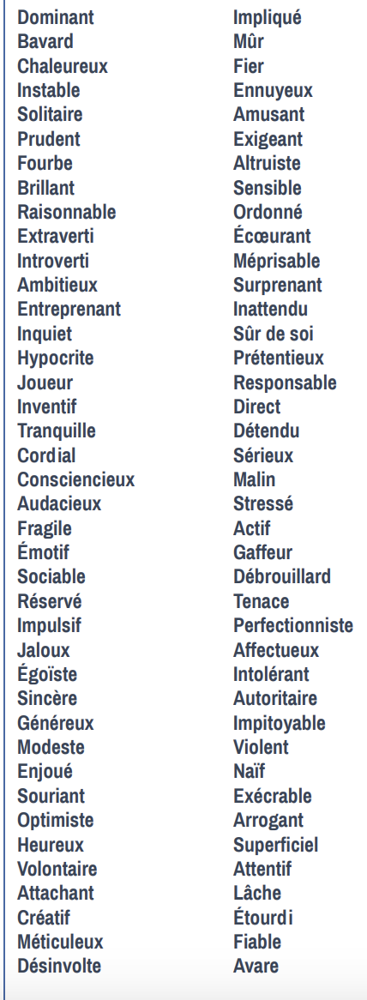 Dominant
Bavard
Chaleureux
Instable
Solitaire
Prudent
Fourbe
Brillant
Raisonnable
Extraverti
Introverti
Ambitieux
Entreprenant
Inquiet
Hypocrite
Joueur
Inventif
Tranquille
Cordial
Consciencieux
Audacieux
Fragile
Émotif
Sociable
Réservé
Impulsif
Jaloux
Égoïste
Sincère
Généreux
Modeste
Enjoué
Souriant
Optimiste
Heureux
Volontaire
Attachant
Créatif
Méticuleux
Désinvolte
Impliqué
Mûr
Fier
Ennuyeux
Amusant
Exigeant
Altruiste
Sensible
Ordonné
Écœurant
Méprisable
Surprenant
Inattendu
Sûr de soi
Prétentieux
Responsable
Direct
Détendu
Sérieux
Malin
Stressé
Actif
Gaffeur
Débrouillard
Tenace
Perfectionniste
Affectueux
Intolérant
Autoritaire
Impitoyable
Violent
Naïf
Exécrable
Arrogant
Superficiel
Attentif
Lâche
Étourdi
Fiable
Avare